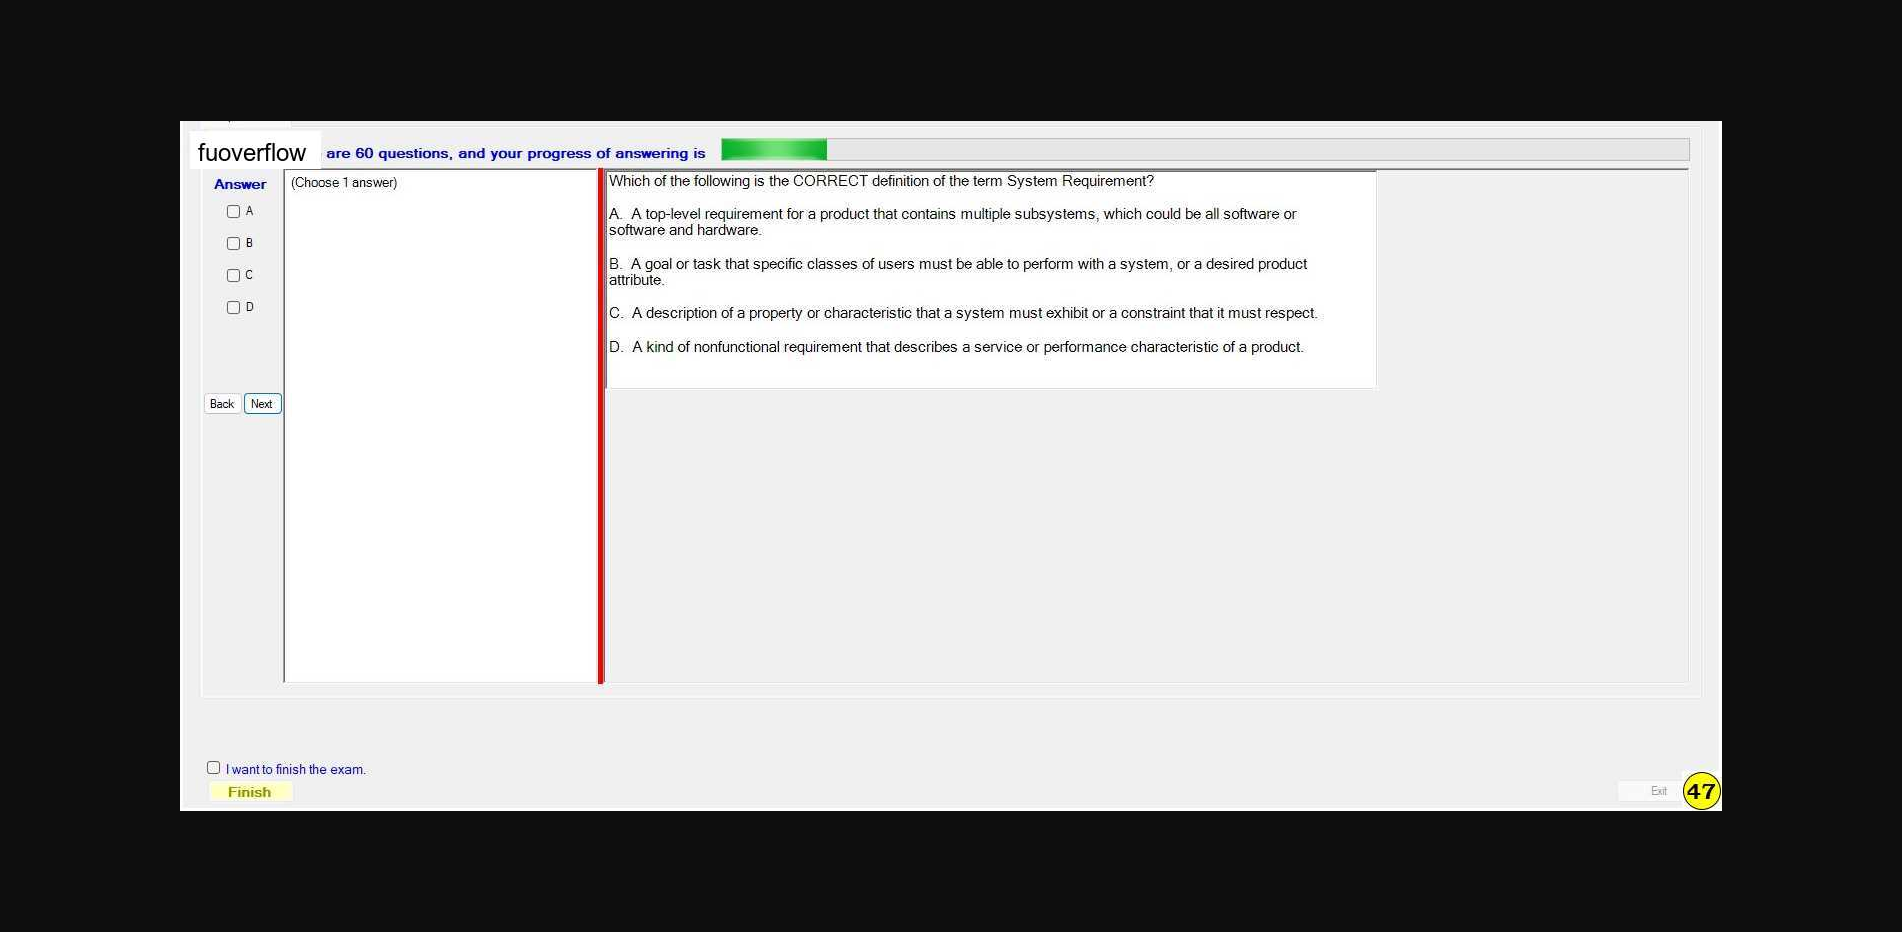 fuoverflow are 60 questions, and your progress of answering is
Answer
(Choose 1 answer)
A
B
C
D
Back Next
Which of the following is the CORRECT definition of the term System Requirement?
A. A top-level requirement for a product that contains multiple subsystems, which could be all software or
software and hardware.
B. A goal or task that specific classes of users must be able to perform with a system, or a desired product
attribute.
C. A description of a property or characteristic that a system must exhibit or a constraint that it must respect.
D. A kind of nonfunctional requirement that describes a service or performance characteristic of a product.
I want to finish the exam.
Finish
Exit
47